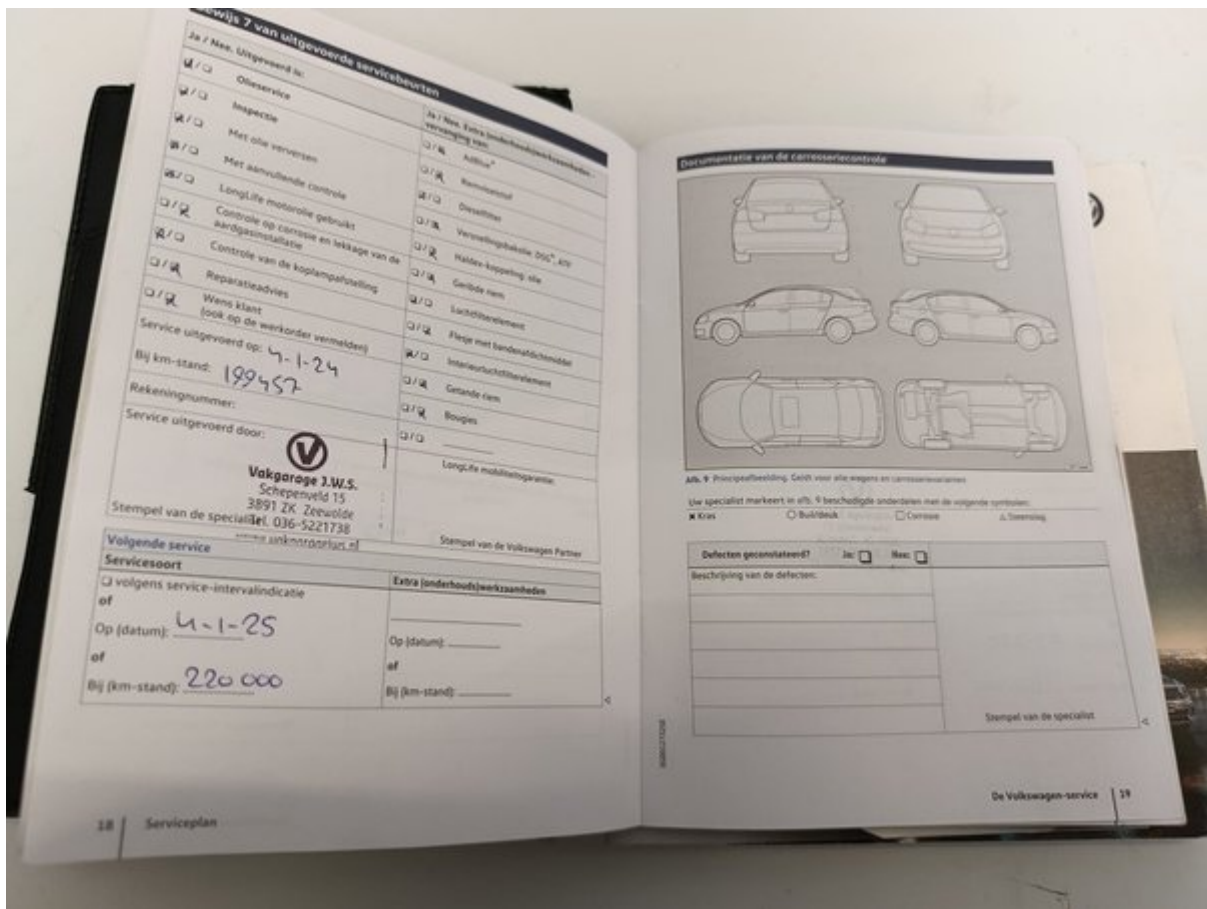 Bewijs 7 van uitgevoerde servicebeurten
Ja / Nee. Uitgevoerd is:
Olieservice
Inspectie
Met olie verversen
Met aanvullende controle
LongLife motorolie gebruikt
Controle op corrosie en lekkage van de
aardgasinstallatie
Controle van de koplampafstelling
Reparatieadvies
Wens klant
(ook op de werkorder vermelden)
Service uitgevoerd op: 4-1-24
Bij km-stand: 199457
Rekeningnummer:
Service uitgevoerd door:
V
Vakgarage J.W.S.
Schepenveld 15
3891 ZK Zeewolde
Tel. 036-5221738
Stempel van de specialist
Ja / Nee. Extra (onderhouds)werkzaamheden -
vervanging van:
AdBlue®
Remvloeistof
Dieselfilter
Versnellingsbakolie: DSG®, ATF
Haldex-koppeling: olie
Geribde riem
Luchtfilterelement
Flesje met bandenafdichtmiddel
Interieurluchtfilterelement
Getande riem
Bougies
LongLife mobiliteitsgarantie:
Stempel van de Volkswagen Partner
Volgende service
Servicesoort
volgens service-intervalindicatie
of
Op (datum): 4-1-25
of
Bij (km-stand): 220 000
Extra (onderhouds)werkzaamheden
Op (datum):
of
Bij (km-stand):
18 Serviceplan
Documentatie van de carrosseriecontrole
Afb. 9 Principeafbeelding. Geldt voor alle wagens en carrosserievarianten
Uw specialist markeert in afb. 9 beschadigde onderdelen met de volgende symbolen:
Kras Buil/deuk Corrosie Steenslag
Defecten geconstateerd? Ja: Nee:
Beschrijving van de defecten:
Stempel van de specialist
De Volkswagen-service 19